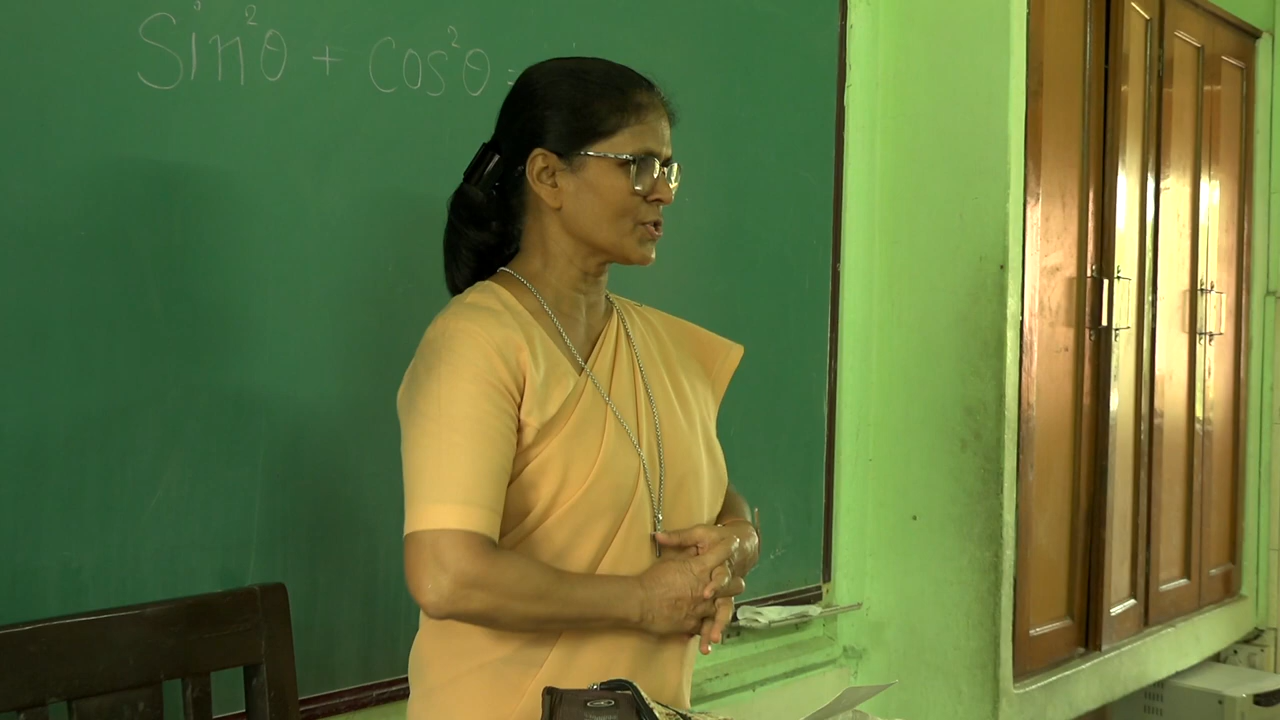 Sin²θ + cos²θ =